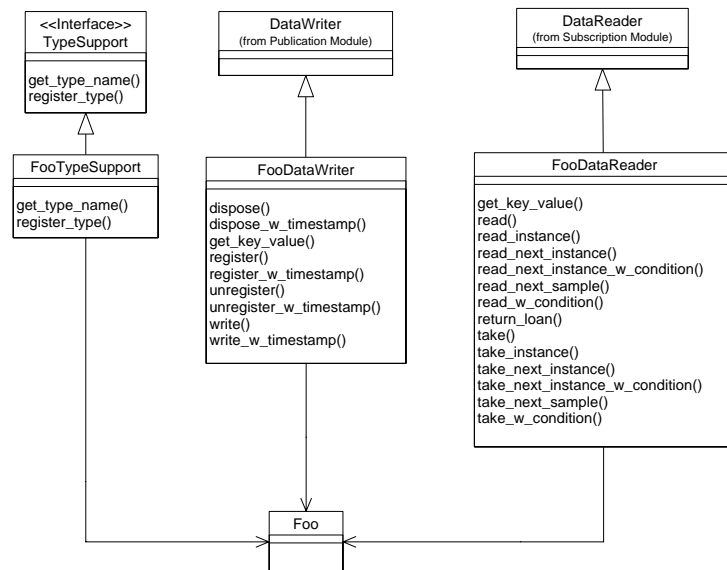 <<Interface>>
TypeSupport
get_type_name()
register_type()
DataWriter
(from Publication Module)
DataReader
(from Subscription Module)
FooTypeSupport
get_type_name()
register_type()
FooDataWriter
dispose()
dispose_w_timestamp()
get_key_value()
register()
register_w_timestamp()
unregister()
unregister_w_timestamp()
write()
write_w_timestamp()
FooDataReader
get_key_value()
read()
read_instance()
read_next_instance()
read_next_instance_w_condition()
read_next_sample()
read_w_condition()
return_loan()
take()
take_instance()
take_next_instance()
take_next_instance_w_condition()
take_next_sample()
take_w_condition()
Foo